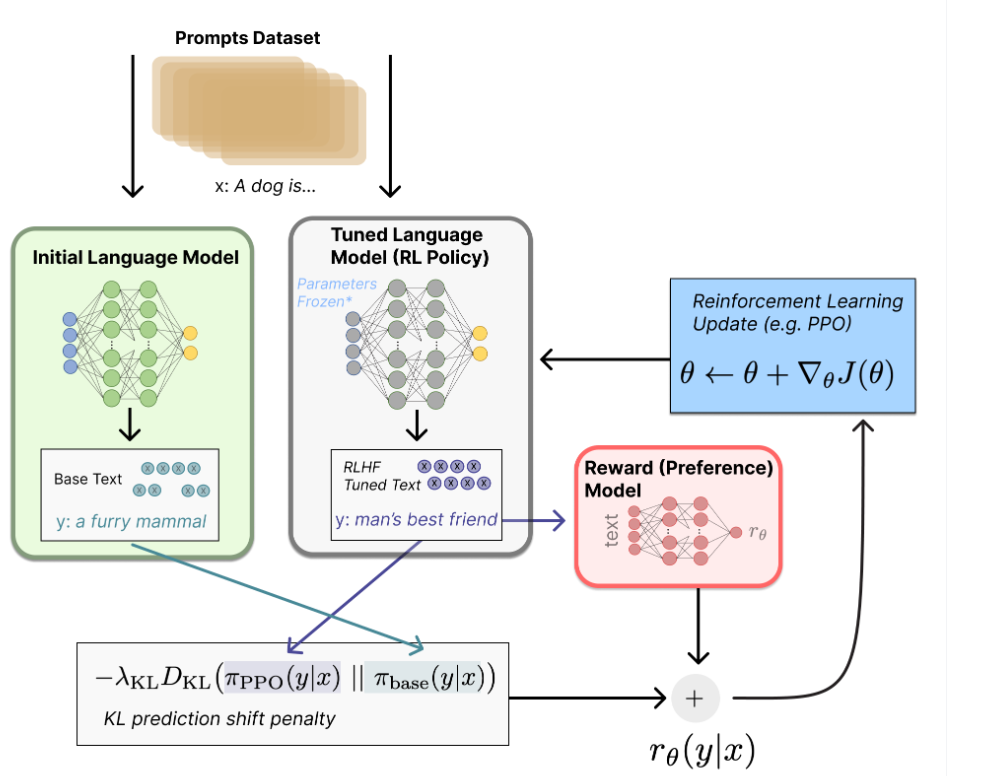 Prompts Dataset
x: A dog is...
Initial Language Model
Base Text
x x x x
x x x x
y: a furry mammal
Tuned Language
Model (RL Policy)
Parameters
Frozen*
RLHF
Tuned Text
x x x x
x x x x
y: man's best friend
Reinforcement Learning
Update (e.g. PPO)
θ ← θ + ∇θJ(θ)
Reward (Preference)
Model
text
rθ
−λKL DKL(πPPO(y|x) || πbase(y|x))
KL prediction shift penalty
+
rθ(y|x)